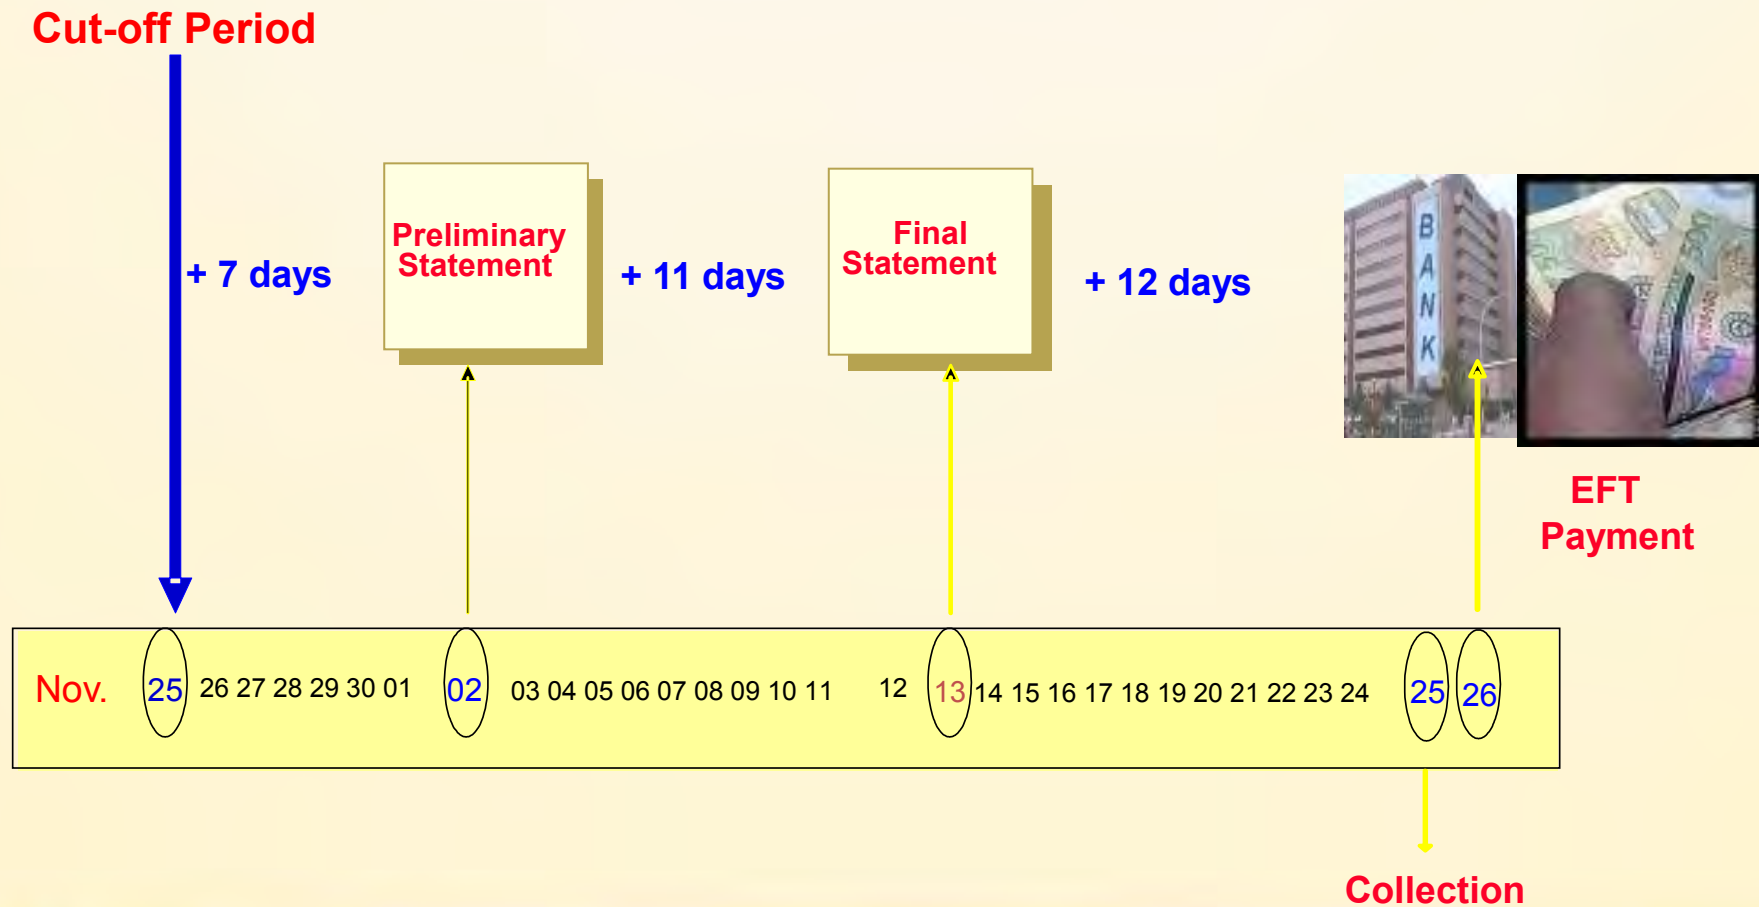 Cut-off Period
+ 7 days
Preliminary
Statement
+ 11 days
Final
Statement
+ 12 days
BANK
EFT
Payment
Nov. 25 26 27 28 29 30 01 02 03 04 05 06 07 08 09 10 11 12 13 14 15 16 17 18 19 20 21 22 23 24 25 26
Collection